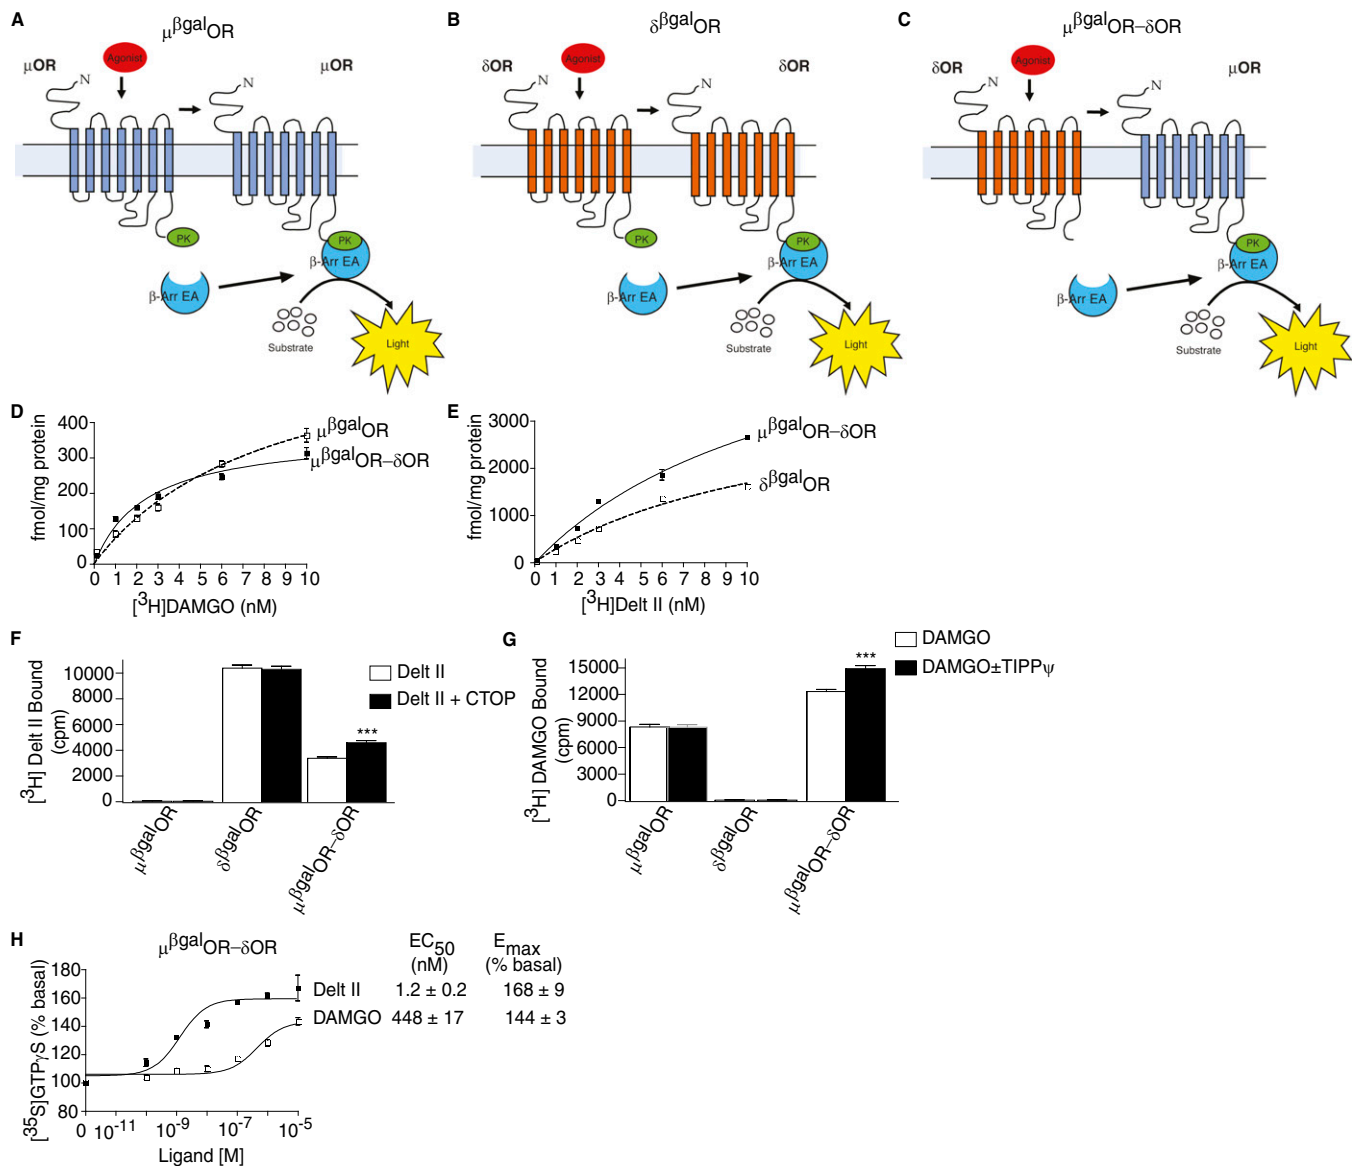 A
μβgalOR
μOR
N
Agonist
N
μOR
PK
PK
β-Arr EA
β-Arr EA
Substrate
Light
B
δβgalOR
δOR
N
Agonist
N
δOR
PK
PK
β-Arr EA
β-Arr EA
Substrate
Light
C
μβgalOR–δOR
δOR
Agonist
N
μOR
PK
β-Arr EA
β-Arr EA
Substrate
Light
D
fmol/mg protein
400
300
200
100
0
0 1 2 3 4 5 6 7 8 9 10
[3H]DAMGO (nM)
μβgalOR
μβgalOR–δOR
E
fmol/mg protein
3000
2000
1000
0
0 1 2 3 4 5 6 7 8 9 10
[3H]Delt II (nM)
μβgalOR–δOR
δβgalOR
F
[3H] Delt II Bound
(cpm)
10000
8000
6000
4000
2000
0
Delt II
Delt II + CTOP
***
μβgalOR
δβgalOR
μβgalOR–δOR
G
[3H] DAMGO Bound
(cpm)
15000
12000
9000
6000
3000
0
DAMGO
DAMGO±TIPPψ
***
μβgalOR
δβgalOR
μβgalOR–δOR
H
μβgalOR–δOR
[35S]GTPγS (% basal)
180
160
140
120
100
80
0 10-11 10-9 10-7 10-5
Ligand [M]
EC50 Emax
(nM) (% basal)
Delt II 1.2 ± 0.2 168 ± 9
DAMGO 448 ± 17 144 ± 3